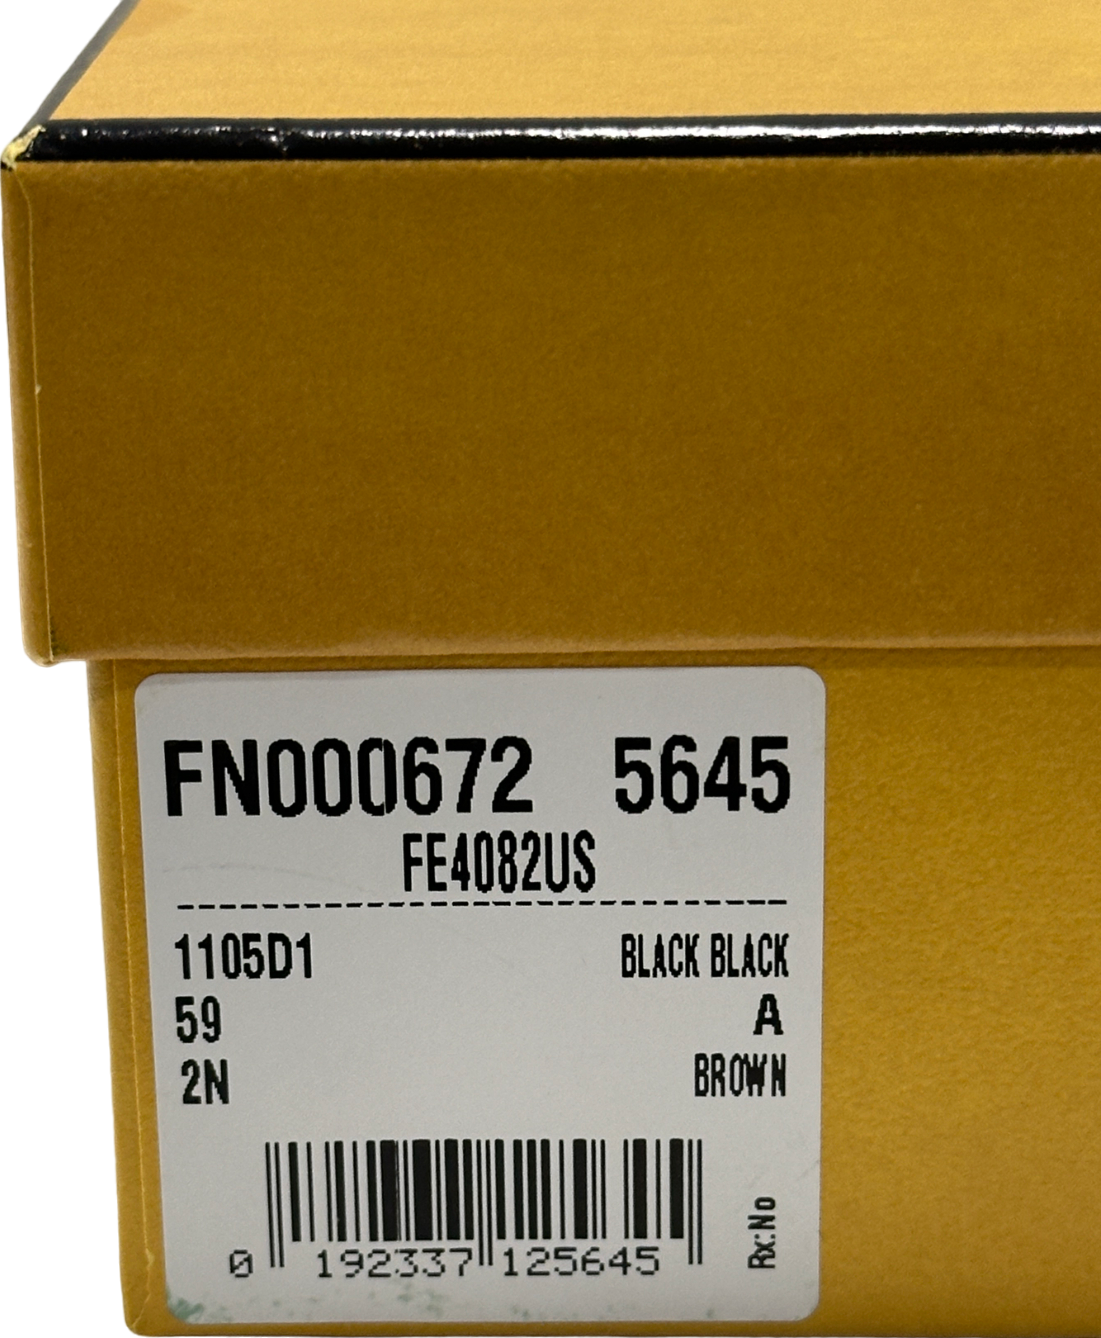 FN000672 5645
FE4082US
1105D1 BLACK BLACK
59 A
2N BROWN
Rx:No
0 192337 125645